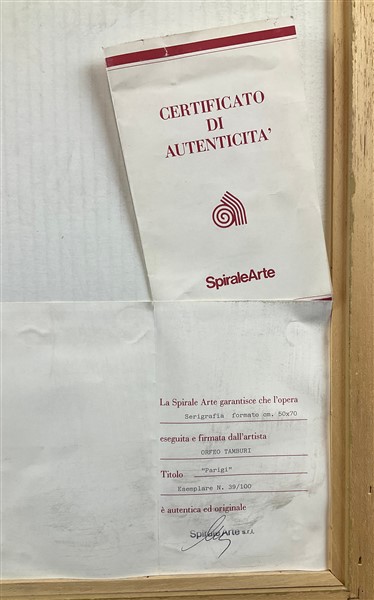 CERTIFICATO
DI
AUTENTICITA'
SpiraleArte
La Spirale Arte garantisce che l'opera
Serigrafia formato cm. 50x70
eseguita e firmata dall'artista
ORFEO TAMBURI
Titolo "Parigi"
Esemplare N. 39/100
è autentica ed originale
Spirale Arte s.r.l.